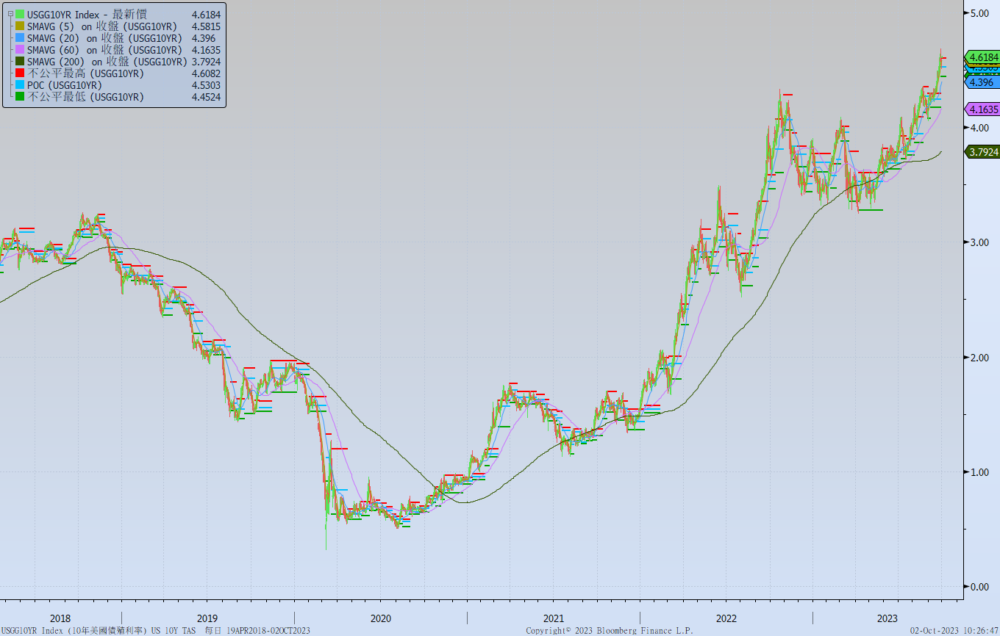 USGG10YR Index - 最新價 4.6184
SMAVG (5) on 收盤 (USGG10YR) 4.5815
SMAVG (20) on 收盤 (USGG10YR) 4.396
SMAVG (60) on 收盤 (USGG10YR) 4.1635
SMAVG (200) on 收盤 (USGG10YR) 3.7924
不公平最高 (USGG10YR) 4.6082
POC (USGG10YR) 4.5303
不公平最低 (USGG10YR) 4.4524
5.00
4.6184
4.396
4.1635
4.00
3.7924
3.00
2.00
1.00
0.00
2018 2019 2020 2021 2022 2023
USGG10YR Index (10年美國債殖利率) US 10Y TAS 每日 19APR2018-02OCT2023 Copyright© 2023 Bloomberg Finance L.P. 02-Oct-2023 10:26:47